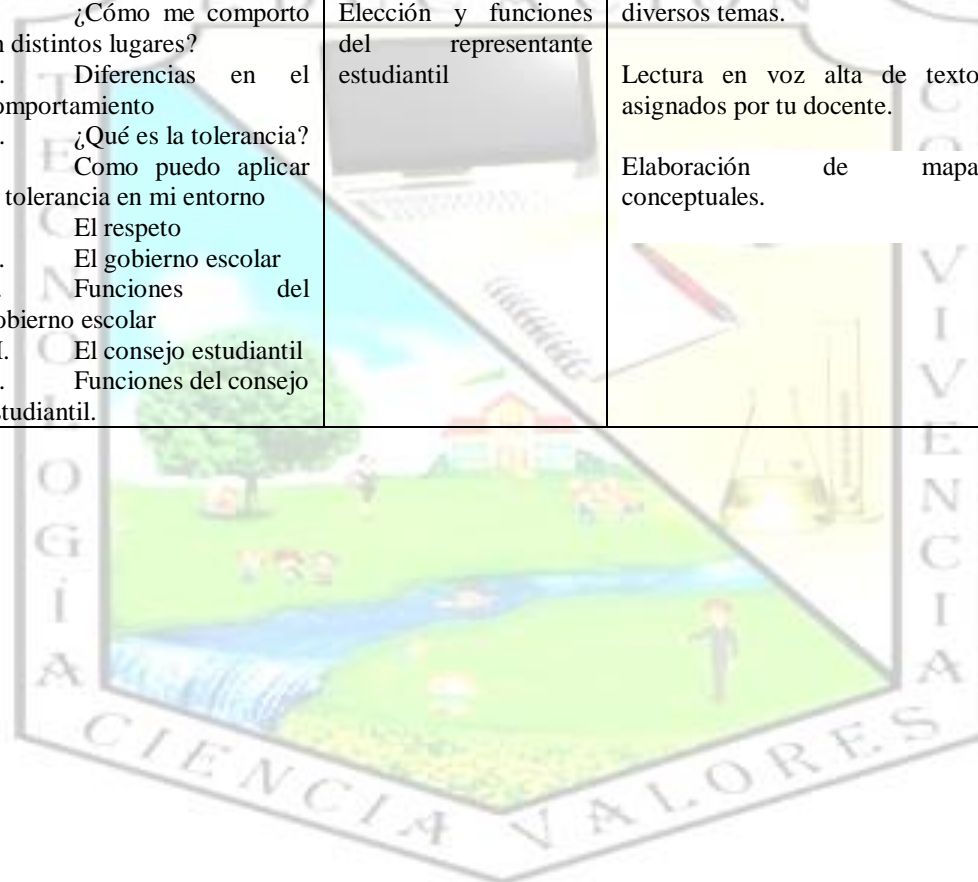 ¿Cómo me comporto
distintos lugares?
Diferencias en el
omportamiento
¿Qué es la tolerancia?
Como puedo aplicar
tolerancia en mi entorno
El respeto
El gobierno escolar
Funciones del
obierno escolar
El consejo estudiantil
Funciones del consejo
tudiantil.
Elección y funciones
del representante
estudiantil
diversos temas.
Lectura en voz alta de texto
asignados por tu docente.
Elaboración de mapa
conceptuales.
TECNOLOGÍA
CIENCIA VALORES
CONVIVENCIA